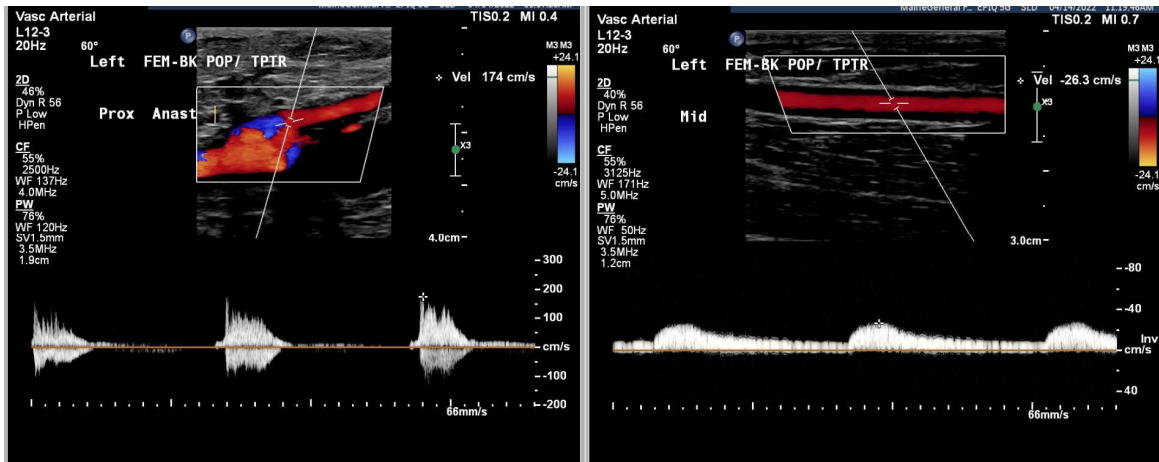 Vasc Arterial
TIS0.2 MI 0.4
L12-3
20Hz
60°
P
M3 M3
+24.1
Left FEM-BK POP/ TPTR
Vel 174 cm/s
2D
46%
Dyn R 56
P Low
HPen
Prox Anast
X3
CF
55%
2500Hz
WF 137Hz
4.0MHz
-24.1
cm/s
PW
76%
WF 120Hz
SV1.5mm
3.5MHz
1.9cm
4.0cm
300
200
100
cm/s
-100
-200
66mm/s
04/14/2022 11:19:46AM
Vasc Arterial
TIS0.2 MI 0.7
L12-3
20Hz
60°
P
M3 M3
+24.1
Left FEM-BK POP/ TPTR
Vel -26.3 cm/s
2D
40%
Dyn R 56
P Low
HPen
Mid
X3
CF
55%
3125Hz
WF 171Hz
5.0MHz
-24.1
cm/s
PW
76%
WF 50Hz
SV1.5mm
3.5MHz
1.2cm
3.0cm
-80
-40
Inv
cm/s
40
66mm/s